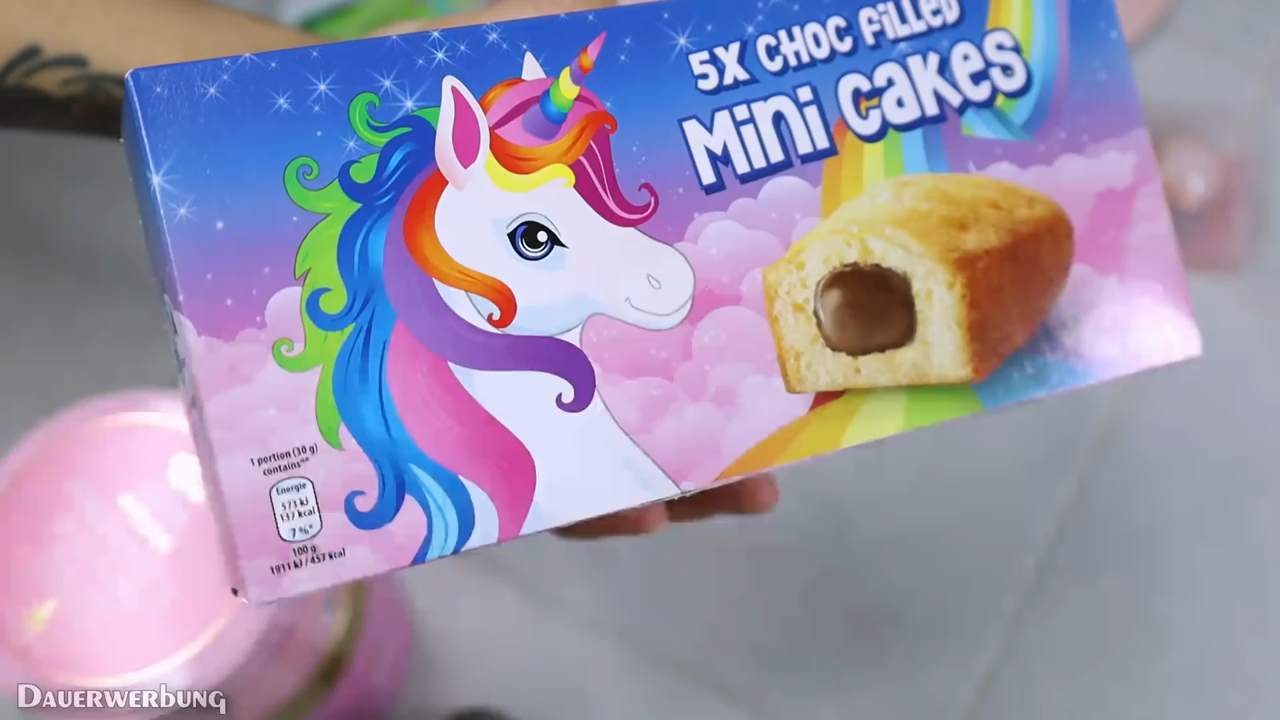 5X CHOC FiLLED
Mini CaKes
1 portion (30 g)
contains**
Energie
573 kJ
137 kcal
7 %*
100 g
1911 kJ / 457 kcal
DAUERWERBUNG